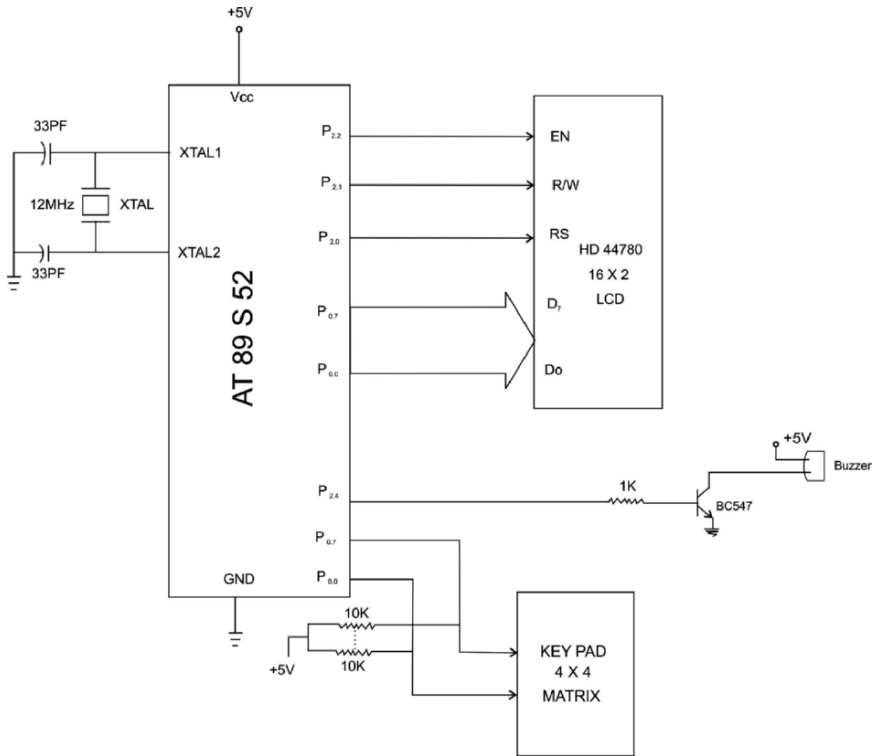 +5V
Vcc
33PF
XTAL1
12MHz
XTAL
XTAL2
33PF
AT 89 S 52
P2.2
P2.1
P2.0
P0.7
P0.0
P2.4
P0.7
P0.0
GND
EN
R/W
RS
HD 44780
16 X 2
LCD
D7
Do
+5V
Buzzer
1K
BC547
10K
10K
+5V
KEY PAD
4 X 4
MATRIX